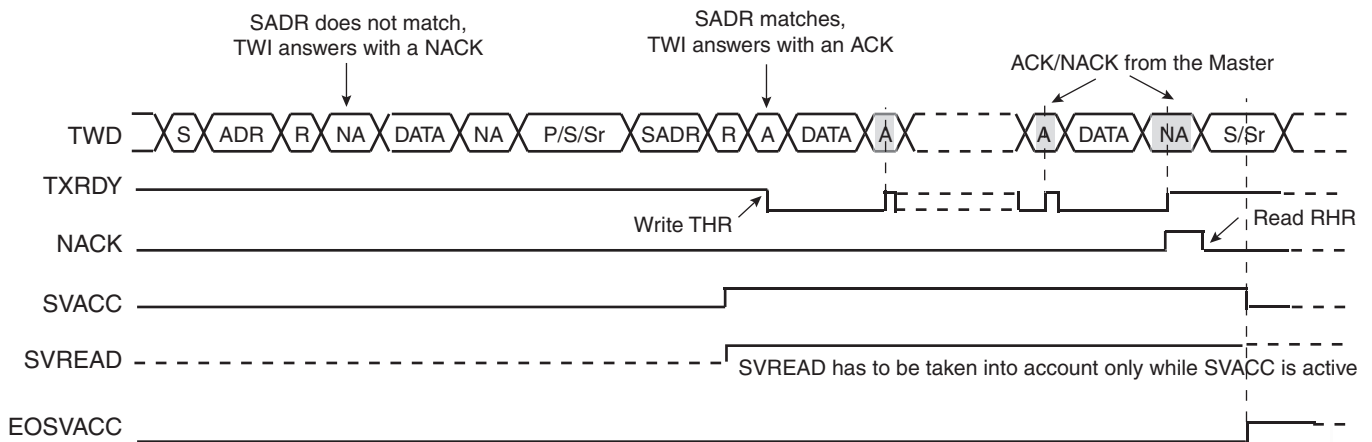 SADR does not match,
TWI answers with a NACK
SADR matches,
TWI answers with an ACK
ACK/NACK from the Master
TWD S ADR R NA DATA NA P/S/Sr SADR R A DATA A A DATA NA S/Sr
TXRDY
Write THR
Read RHR
NACK
SVACC
SVREAD
SVREAD has to be taken into account only while SVACC is active
EOSVACC